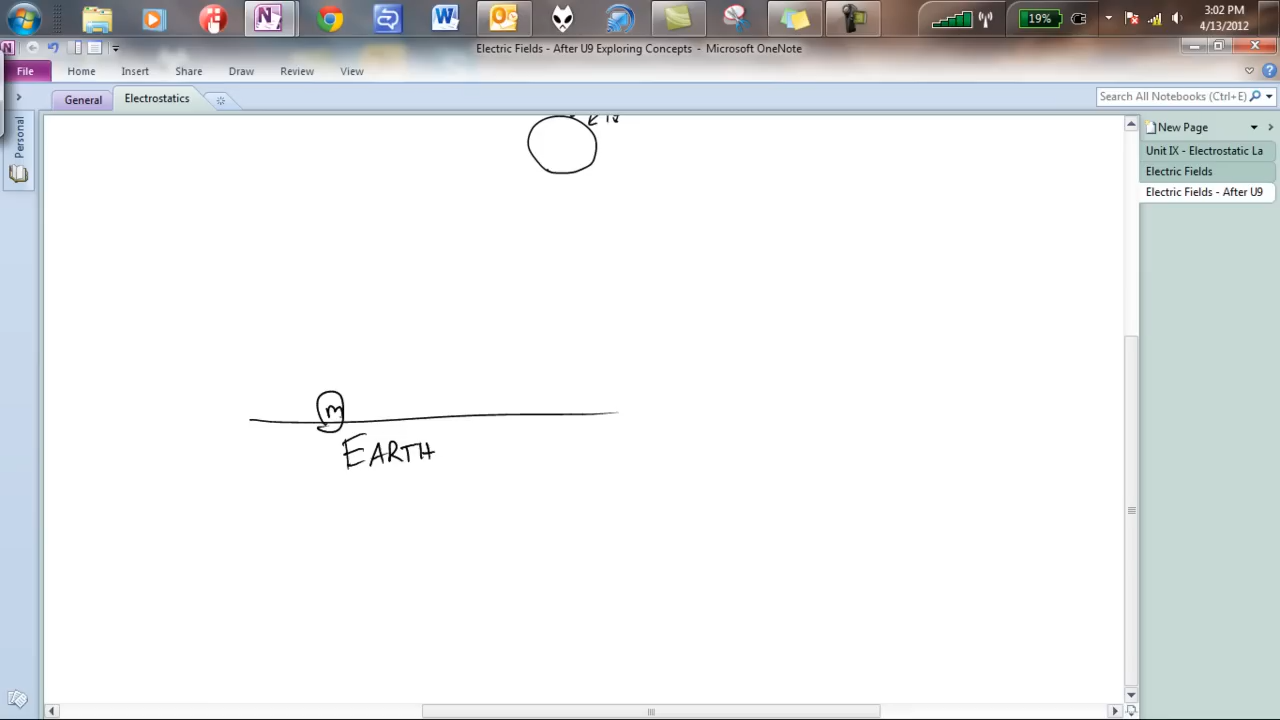 3:02 PM
19%
4/13/2012
Electric Fields - After U9 Exploring Concepts - Microsoft OneNote
File Home Insert Share Draw Review View
General Electrostatics
Search All Notebooks (Ctrl+E)
Personal
New Page
Unit IX - Electrostatic La
Electric Fields
Electric Fields - After U9
m
EARTH